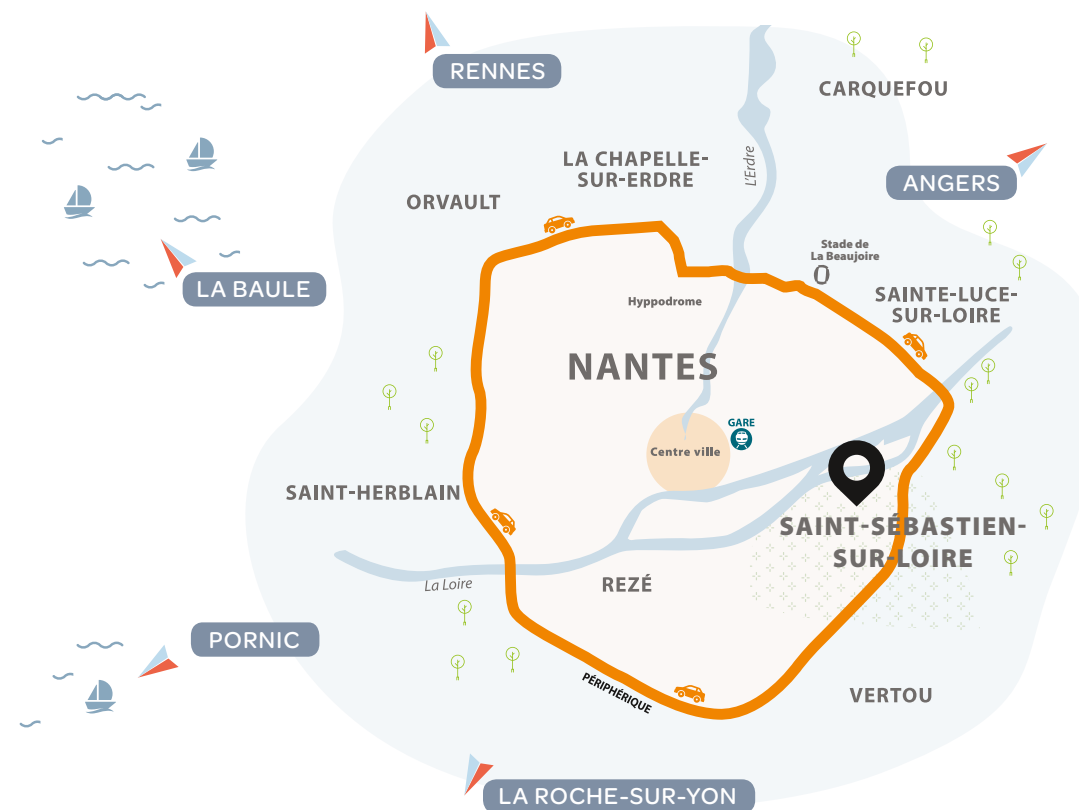 RENNES
CARQUEFOU
LA CHAPELLE-
SUR-ERDRE
L'Erdre
ANGERS
ORVAULT
Stade de
La Beaujoire
LA BAULE
SAINTE-LUCE-
SUR-LOIRE
Hyppodrome
NANTES
GARE
Centre ville
SAINT-HERBLAIN
SAINT-SÉBASTIEN-
SUR-LOIRE
La Loire
REZÉ
PORNIC
PÉRIPHÉRIQUE
VERTOU
LA ROCHE-SUR-YON